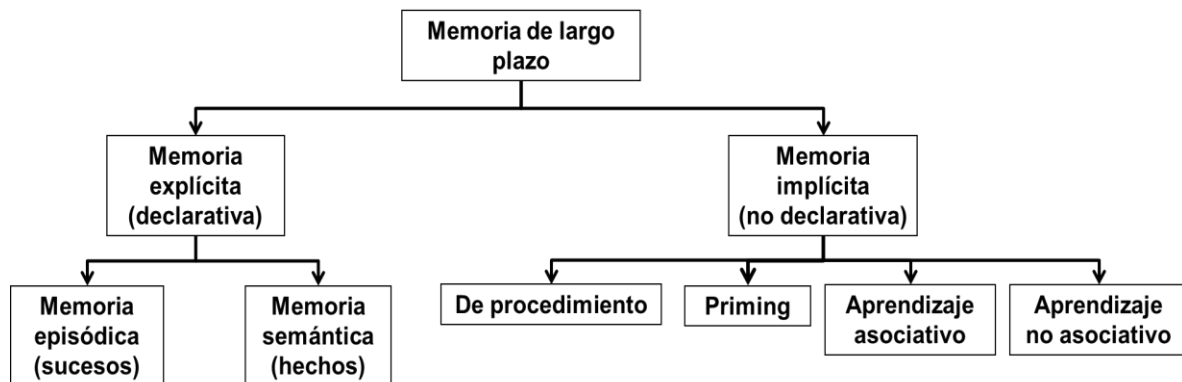 Memoria de largo
plazo
Memoria
explícita
(declarativa)
Memoria
implícita
(no declarativa)
Memoria
episódica
(sucesos)
Memoria
semántica
(hechos)
De procedimiento
Priming
Aprendizaje
asociativo
Aprendizaje
no asociativo